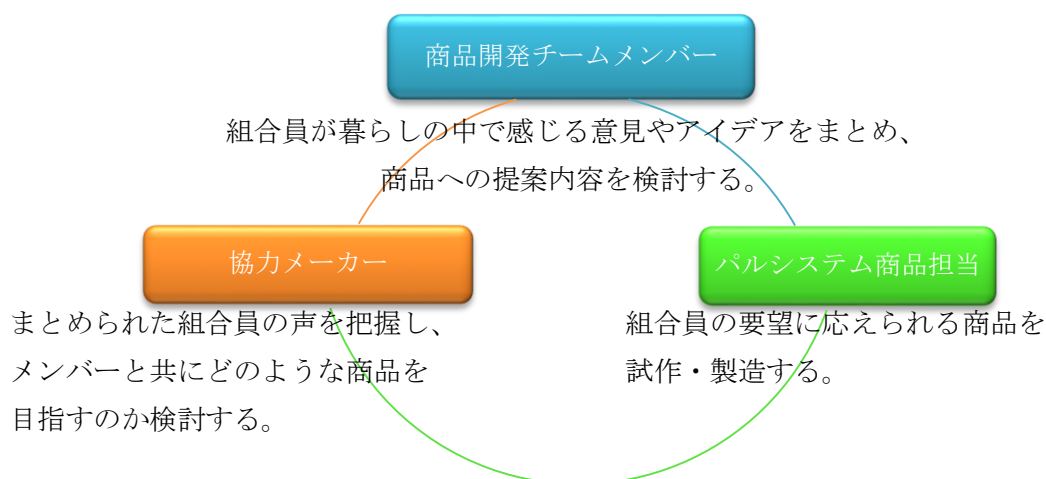 商品開発チームメンバー
組合員が暮らしの中で感じる意見やアイデアをまとめ、
商品への提案内容を検討する。
協力メーカー
まとめられた組合員の声を把握し、
メンバーと共にどのような商品を
目指すのか検討する。
パルシステム商品担当
組合員の要望に応えられる商品を
試作・製造する。